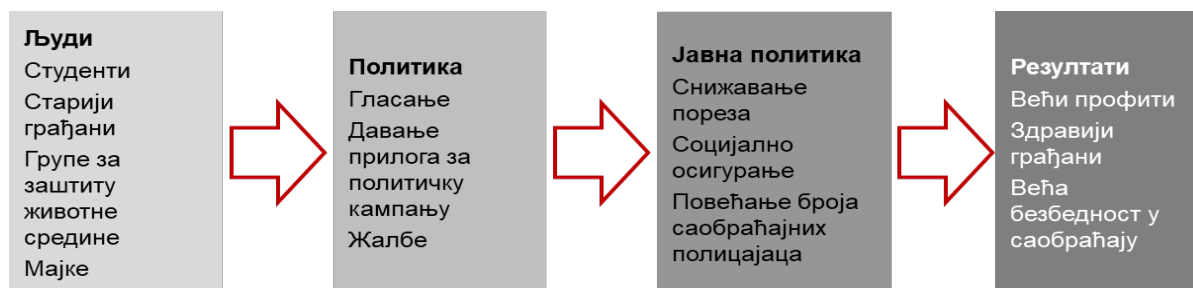 Људи
Студенти
Старији
грађани
Групе за
заштиту
животне
средине
Мајке
Политика
Гласање
Давање
прилога за
политичку
кампању
Жалбе
Јавна политика
Снижавање
пореза
Социјално
осигурање
Повећање броја
саобраћајних
полицајаца
Резултати
Већи профити
Здравији
грађани
Већа
безбедност у
саобраћају